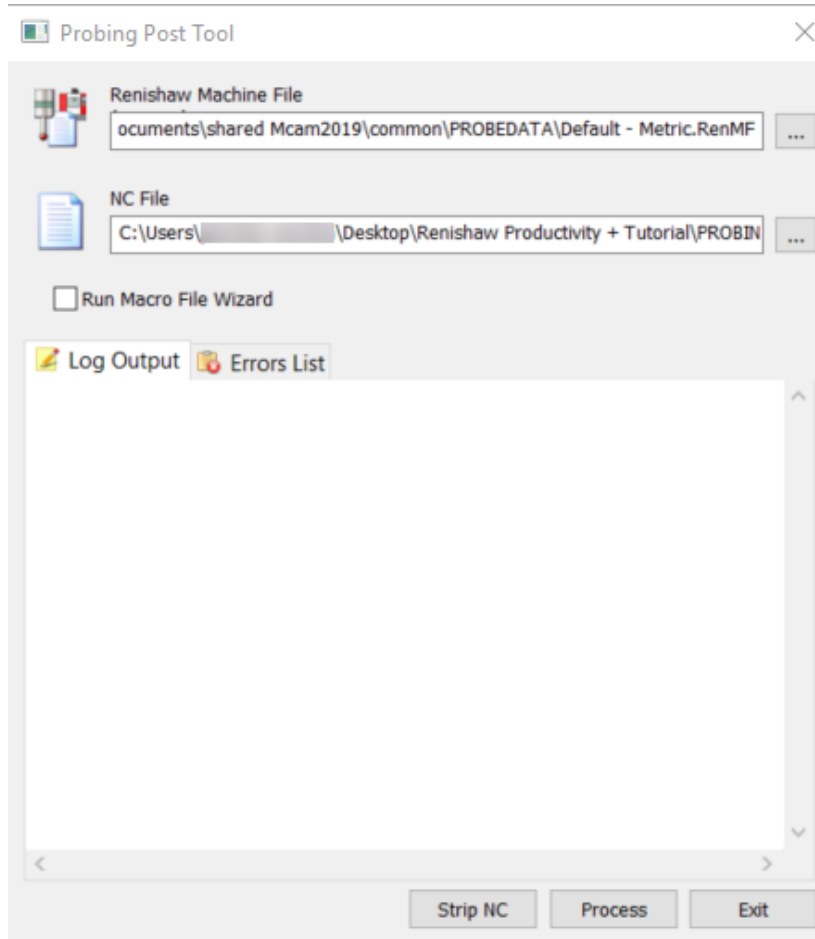 Probing Post Tool
Renishaw Machine File
ocuments\shared Mcam2019\common\PROBEDATA\Default - Metric.RenMF
...
NC File
C:\Users\ \Desktop\Renishaw Productivity + Tutorial\PROBIN
...
Run Macro File Wizard
Log Output Errors List
Strip NC Process Exit